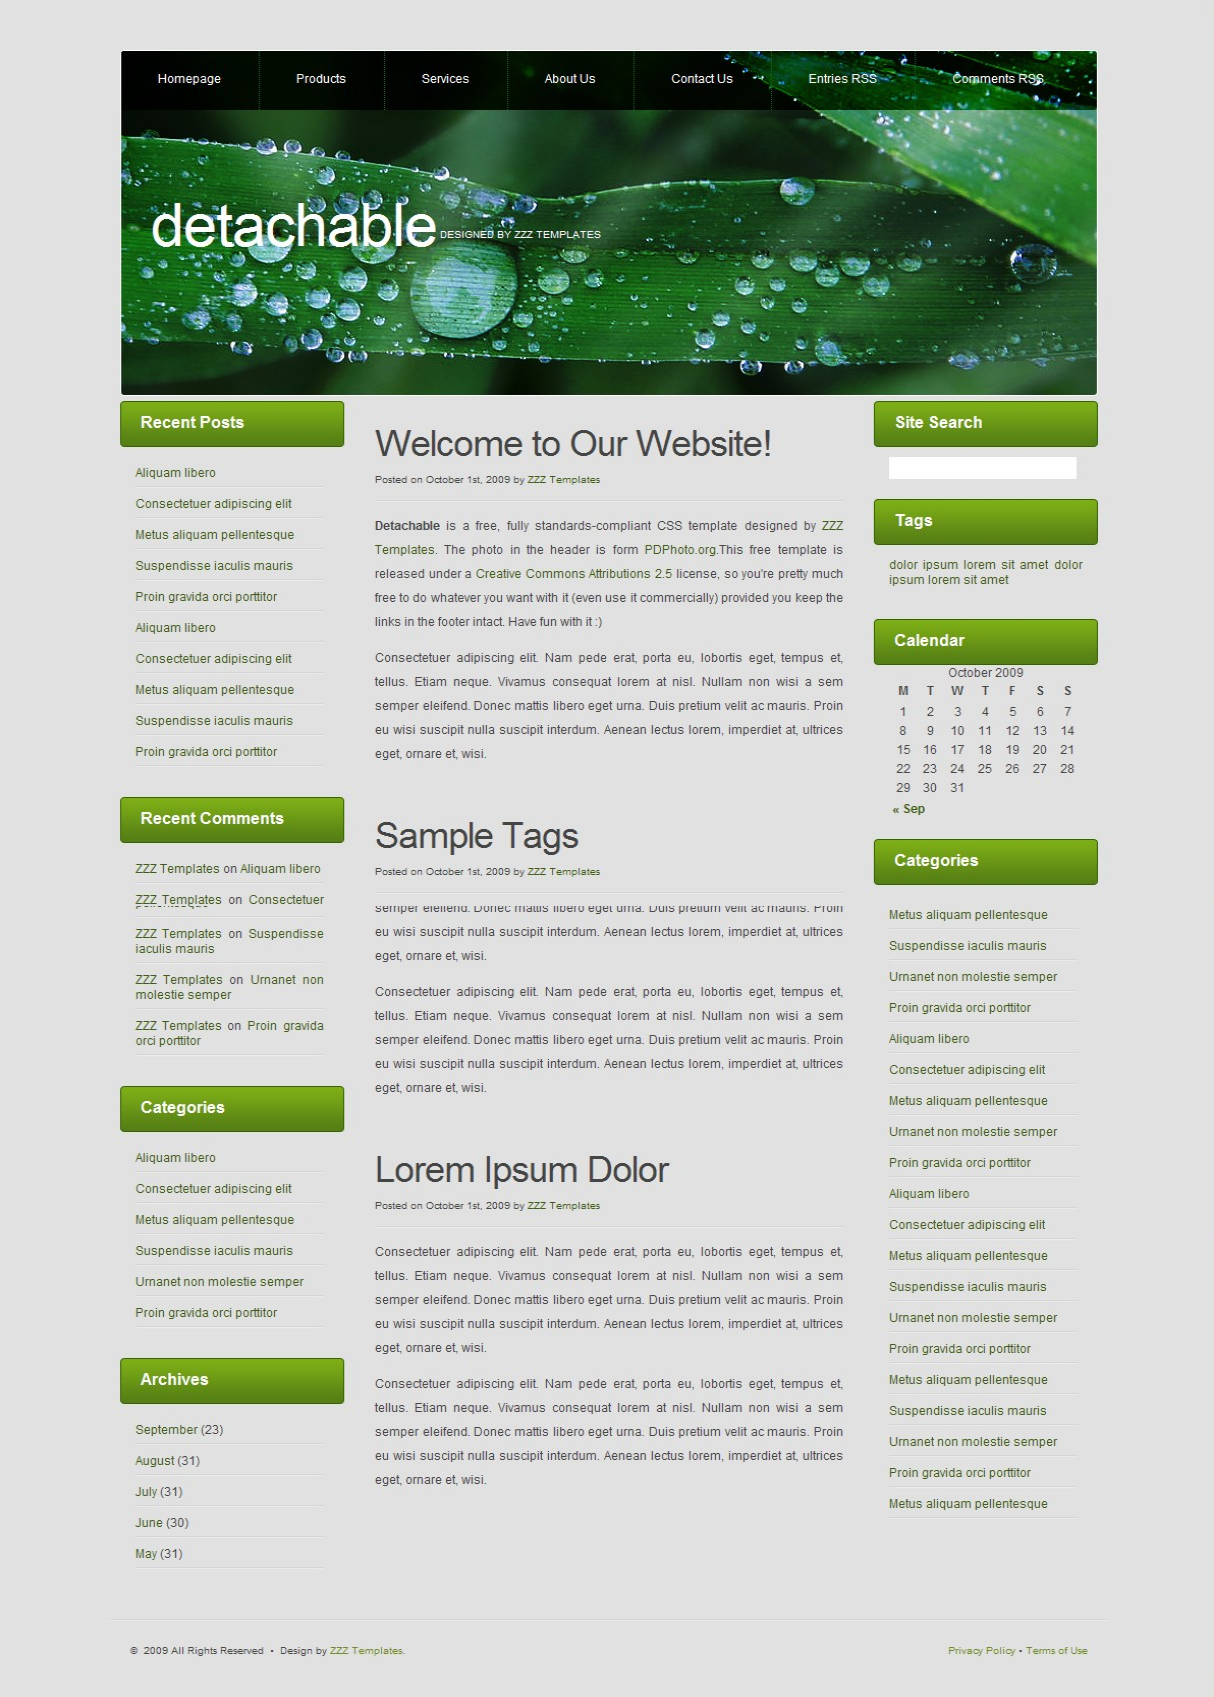 Homepage Products Services About Us Contact Us Entries RSS Comments RSS
detachable DESIGNED BY ZZZ TEMPLATES
Recent Posts
Aliquam libero
Consectetuer adipiscing elit
Metus aliquam pellentesque
Suspendisse iaculis mauris
Proin gravida orci porttitor
Aliquam libero
Consectetuer adipiscing elit
Metus aliquam pellentesque
Suspendisse iaculis mauris
Proin gravida orci porttitor
Recent Comments
ZZZ Templates on Aliquam libero
ZZZ Templates on Consectetuer
ZZZ Templates on Suspendisse
iaculis mauris
ZZZ Templates on Urnanet non
molestie semper
ZZZ Templates on Proin gravida
orci porttitor
Categories
Aliquam libero
Consectetuer adipiscing elit
Metus aliquam pellentesque
Suspendisse iaculis mauris
Urnanet non molestie semper
Proin gravida orci porttitor
Archives
September (23)
August (31)
July (31)
June (30)
May (31)
Welcome to Our Website!
Posted on October 1st, 2009 by ZZZ Templates
Detachable is a free, fully standards-compliant CSS template designed by ZZZ
Templates. The photo in the header is form PDPhoto.org.This free template is
released under a Creative Commons Attributions 2.5 license, so you're pretty much
free to do whatever you want with it (even use it commercially) provided you keep the
links in the footer intact. Have fun with it :)
Consectetuer adipiscing elit. Nam pede erat, porta eu, lobortis eget, tempus et,
tellus. Etiam neque. Vivamus consequat lorem at nisl. Nullam non wisi a sem
semper eleifend. Donec mattis libero eget urna. Duis pretium velit ac mauris. Proin
eu wisi suscipit nulla suscipit interdum. Aenean lectus lorem, imperdiet at, ultrices
eget, ornare et, wisi.
Sample Tags
Posted on October 1st, 2009 by ZZZ Templates
semper eleifend. Donec mattis libero eget urna. Duis pretium velit ac mauris. Proin
eu wisi suscipit nulla suscipit interdum. Aenean lectus lorem, imperdiet at, ultrices
eget, ornare et, wisi.
Consectetuer adipiscing elit. Nam pede erat, porta eu, lobortis eget, tempus et,
tellus. Etiam neque. Vivamus consequat lorem at nisl. Nullam non wisi a sem
semper eleifend. Donec mattis libero eget urna. Duis pretium velit ac mauris. Proin
eu wisi suscipit nulla suscipit interdum. Aenean lectus lorem, imperdiet at, ultrices
eget, ornare et, wisi.
Lorem Ipsum Dolor
Posted on October 1st, 2009 by ZZZ Templates
Consectetuer adipiscing elit. Nam pede erat, porta eu, lobortis eget, tempus et,
tellus. Etiam neque. Vivamus consequat lorem at nisl. Nullam non wisi a sem
semper eleifend. Donec mattis libero eget urna. Duis pretium velit ac mauris. Proin
eu wisi suscipit nulla suscipit interdum. Aenean lectus lorem, imperdiet at, ultrices
eget, ornare et, wisi.
Consectetuer adipiscing elit. Nam pede erat, porta eu, lobortis eget, tempus et,
tellus. Etiam neque. Vivamus consequat lorem at nisl. Nullam non wisi a sem
semper eleifend. Donec mattis libero eget urna. Duis pretium velit ac mauris. Proin
eu wisi suscipit nulla suscipit interdum. Aenean lectus lorem, imperdiet at, ultrices
eget, ornare et, wisi.
Site Search
Tags
dolor ipsum lorem sit amet dolor
ipsum lorem sit amet
Calendar
October 2009
M T W T F S S
1 2 3 4 5 6 7
8 9 10 11 12 13 14
15 16 17 18 19 20 21
22 23 24 25 26 27 28
29 30 31
« Sep
Categories
Metus aliquam pellentesque
Suspendisse iaculis mauris
Urnanet non molestie semper
Proin gravida orci porttitor
Aliquam libero
Consectetuer adipiscing elit
Metus aliquam pellentesque
Urnanet non molestie semper
Proin gravida orci porttitor
Aliquam libero
Consectetuer adipiscing elit
Metus aliquam pellentesque
Suspendisse iaculis mauris
Urnanet non molestie semper
Proin gravida orci porttitor
Metus aliquam pellentesque
Suspendisse iaculis mauris
Urnanet non molestie semper
Proin gravida orci porttitor
Metus aliquam pellentesque
© 2009 All Rights Reserved • Design by ZZZ Templates.
Privacy Policy • Terms of Use